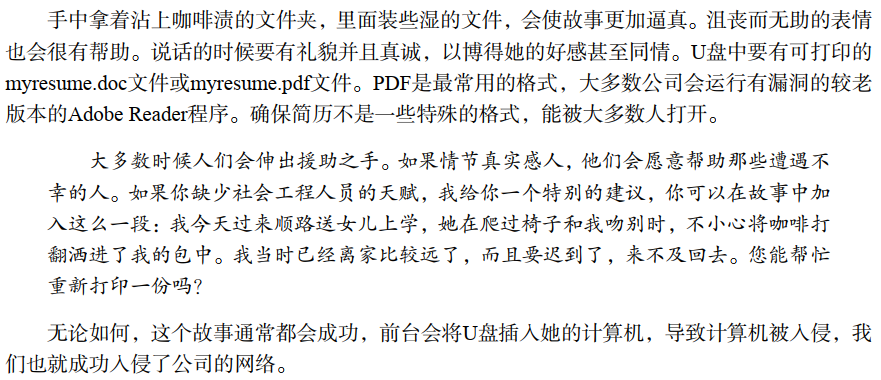 手中拿着沾上咖啡渍的文件夹，里面装些湿的文件，会使故事更加逼真。沮丧而无助的表情
也会很有帮助。说话的时候要有礼貌并且真诚，以博得她的好感甚至同情。U盘中要有可打印的
myresume.doc文件或myresume.pdf文件。PDF是最常用的格式，大多数公司会运行有漏洞的较老
版本的Adobe Reader程序。确保简历不是一些特殊的格式，能被大多数人打开。
大多数时候人们会伸出援助之手。如果情节真实感人，他们会愿意帮助那些遭遇不
幸的人。如果你缺少社会工程人员的天赋，我给你一个特别的建议，你可以在故事中加
入这么一段：我今天过来顺路送女儿上学，她在爬过椅子和我吻别时，不小心将咖啡打
翻洒进了我的包中。我当时已经离家比较远了，而且要迟到了，来不及回去。您能帮忙
重新打印一份吗？
无论如何，这个故事通常都会成功，前台会将U盘插入她的计算机，导致计算机被入侵，我
们也就成功入侵了公司的网络。